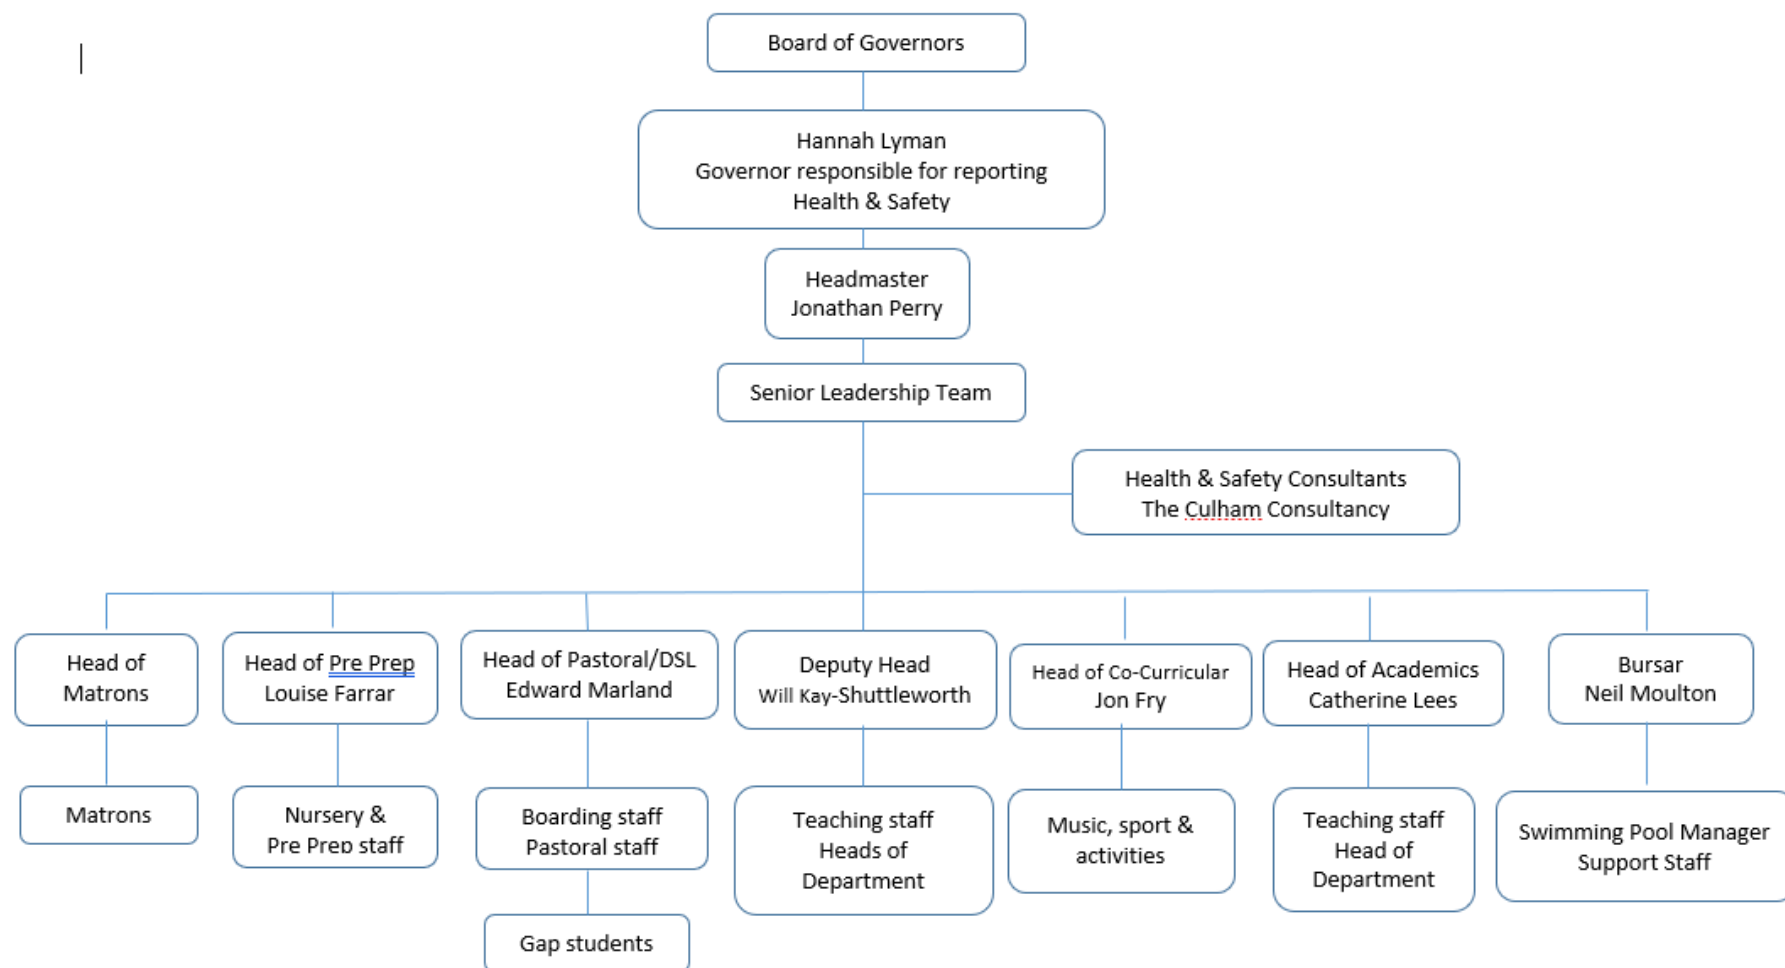 Board of Governors
Hannah Lyman
Governor responsible for reporting
Health & Safety
Headmaster
Jonathan Perry
Senior Leadership Team
Health & Safety Consultants
The Culham Consultancy
Head of
Matrons
Head of Pre Prep
Louise Farrar
Head of Pastoral/DSL
Edward Marland
Deputy Head
Will Kay-Shuttleworth
Head of Co-Curricular
Jon Fry
Head of Academics
Catherine Lees
Bursar
Neil Moulton
Matrons
Nursery &
Pre Prep staff
Boarding staff
Pastoral staff
Teaching staff
Heads of
Department
Music, sport &
activities
Teaching staff
Head of
Department
Swimming Pool Manager
Support Staff
Gap students